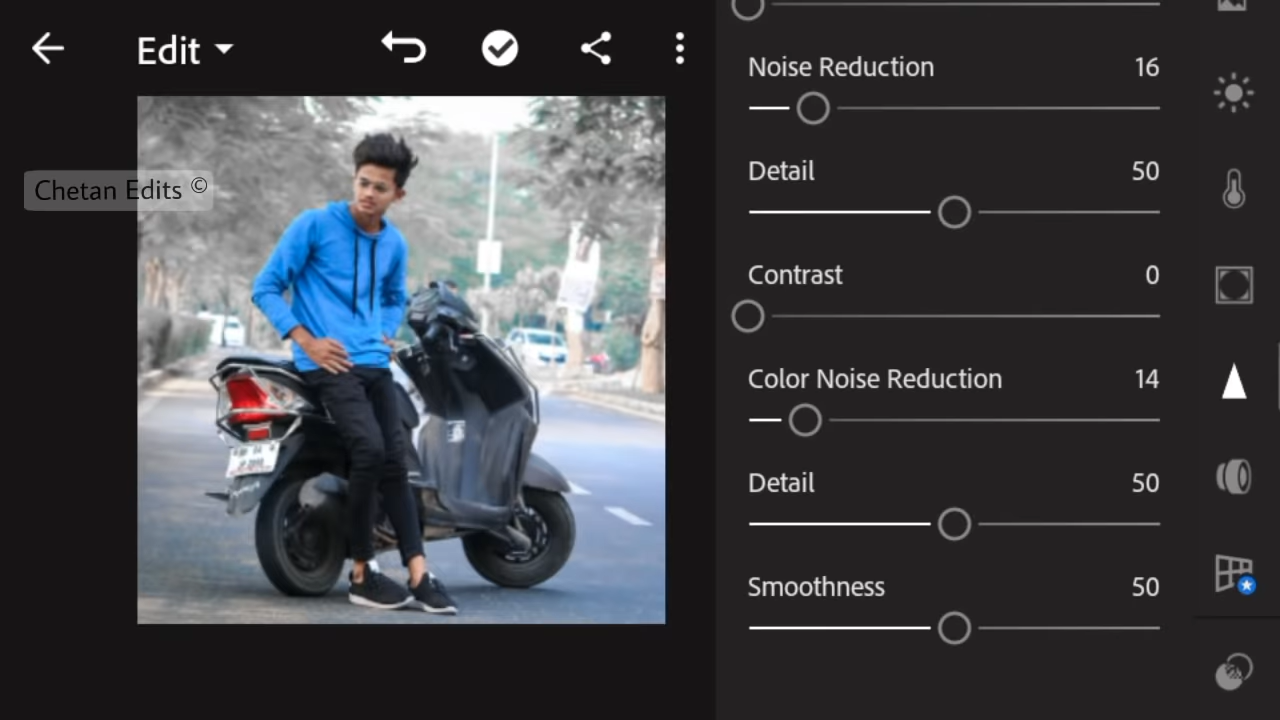 Edit
Chetan Edits ©
Noise Reduction 16
Detail 50
Contrast 0
Color Noise Reduction 14
Detail 50
Smoothness 50